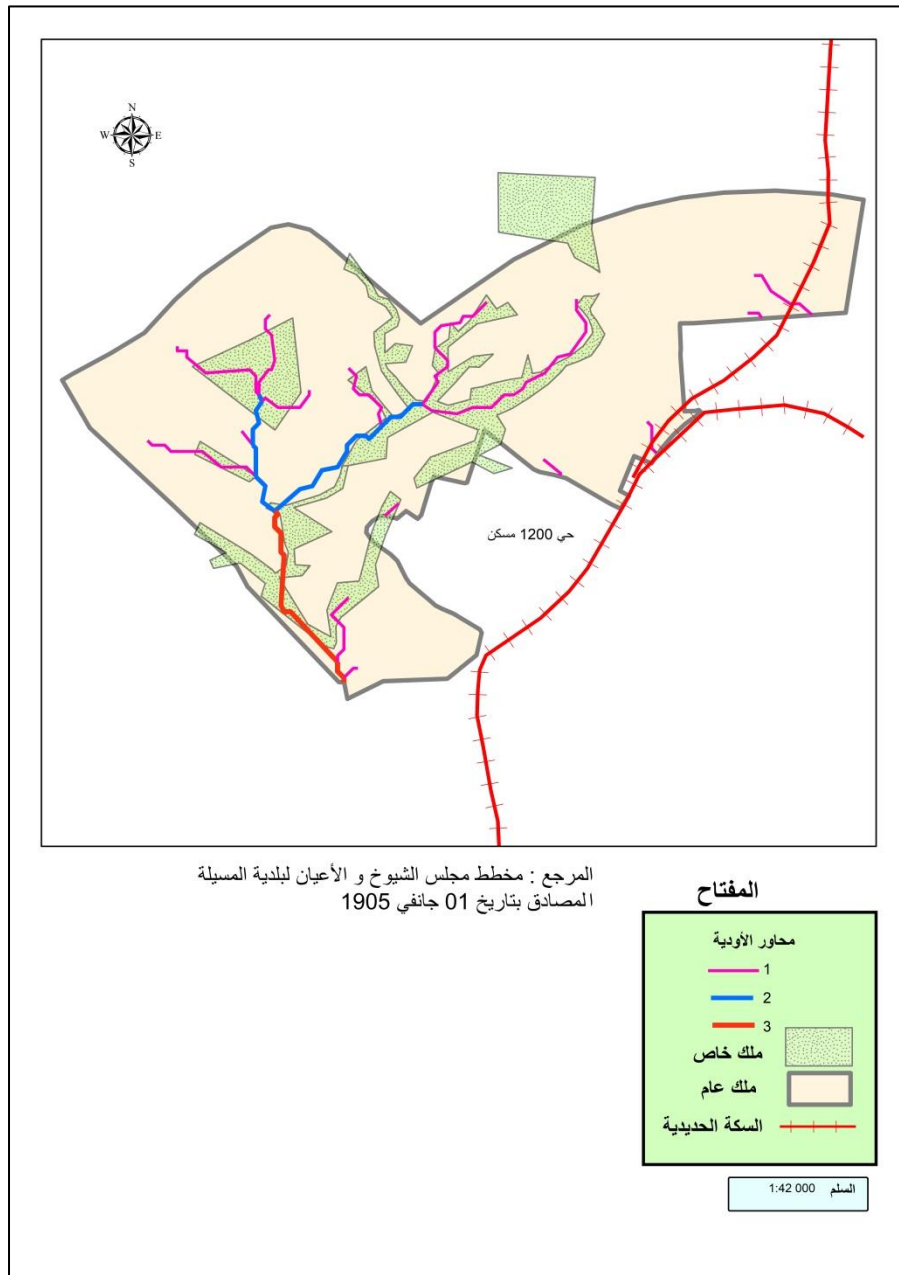 N
W E
S
حي 1200 مسكن
المرجع : مخطط مجلس الشيوخ و الأعيان لبلدية المسيلة
المصادق بتاريخ 01 جانفي 1905
المفتاح
محاور الأودية
1
2
3
ملك خاص
ملك عام
السكة الحديدية
السلم 1:42 000